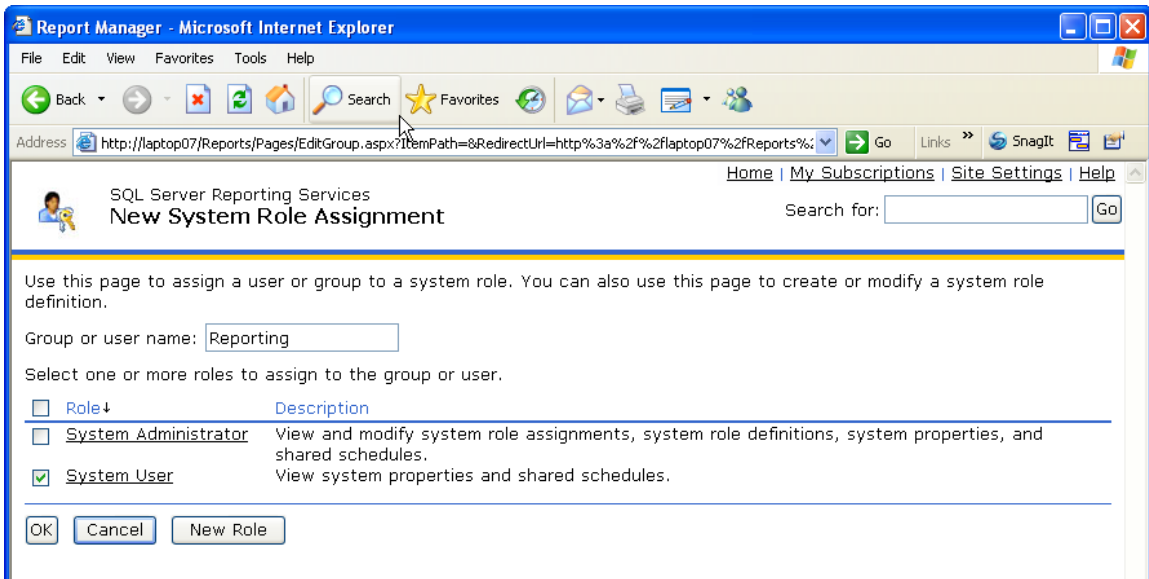 Report Manager - Microsoft Internet Explorer
File Edit View Favorites Tools Help
Back Search Favorites
Address http://laptop07/Reports/Pages/EditGroup.aspx?ItemPath=&RedirectUrl=http%3a%2f%2flaptop07%2fReports%2 Go Links » SnagIt
Home | My Subscriptions | Site Settings | Help
SQL Server Reporting Services
New System Role Assignment
Search for: Go
Use this page to assign a user or group to a system role. You can also use this page to create or modify a system role
definition.
Group or user name: Reporting
Select one or more roles to assign to the group or user.
Role↓ Description
System Administrator View and modify system role assignments, system role definitions, system properties, and
shared schedules.
System User View system properties and shared schedules.
OK Cancel New Role